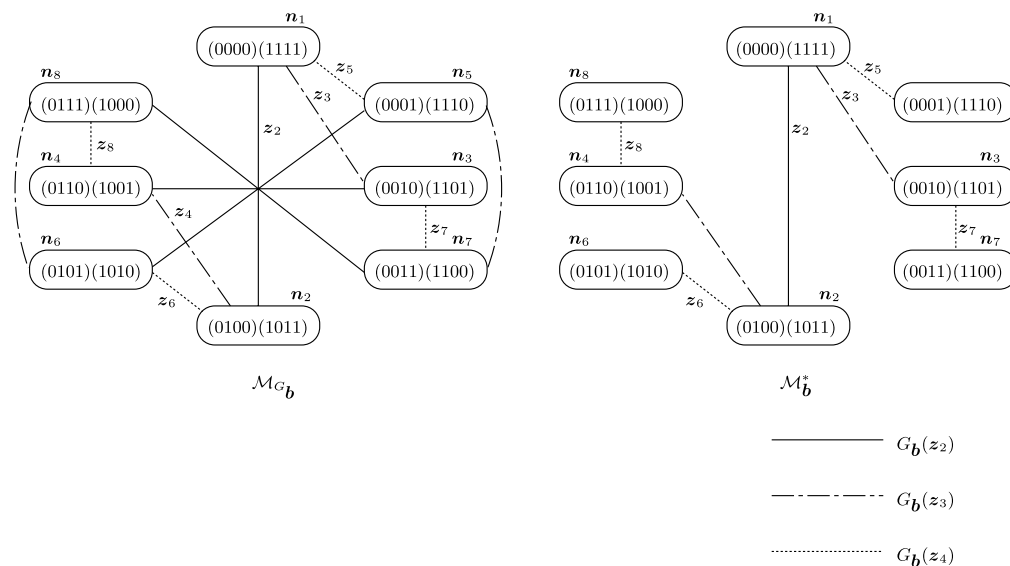 n₁
(0000)(1111)
n₈
(0111)(1000)
z₅
n₅
(0001)(1110)
z₃
z₂
z₈
n₄
(0110)(1001)
n₃
(0010)(1101)
z₄
z₇
n₆
(0101)(1010)
n₇
(0011)(1100)
z₆
n₂
(0100)(1011)
ℳ_G_b
n₁
(0000)(1111)
n₈
(0111)(1000)
z₅
(0001)(1110)
z₃
z₂
z₈
n₄
(0110)(1001)
n₃
(0010)(1101)
z₇
n₆
(0101)(1010)
n₇
(0011)(1100)
z₆
n₂
(0100)(1011)
ℳ*_b
G_b(z₂)
G_b(z₃)
G_b(z₄)